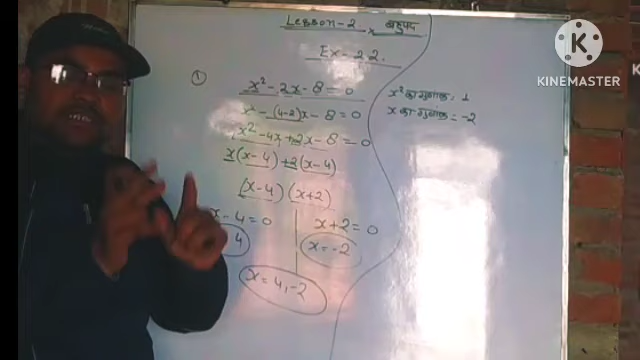 Lesson-2 बहुपद
Ex-2.2.
①
x² - 2x - 8 = 0
x² - (4-2)x - 8 = 0
x² - 4x + 2x - 8 = 0
x(x-4) + 2(x-4)
(x-4) (x+2)
x - 4 = 0
4
x + 2 = 0
x = -2
x = 4, -2
x² का गुणांक = 1
x का गुणांक = -2
KINEMASTER